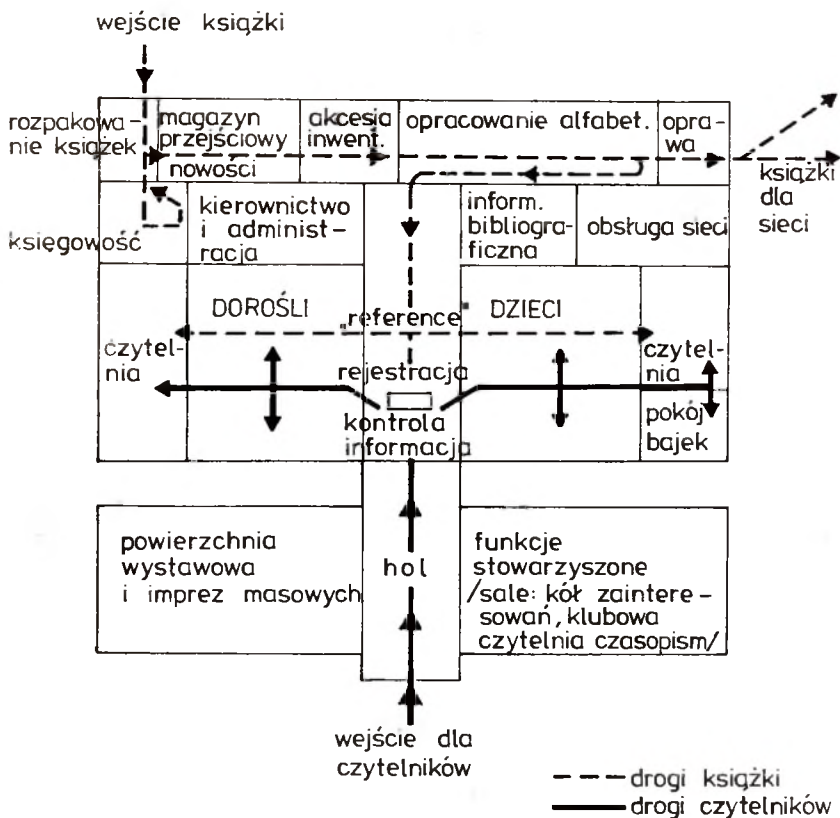 wejście książki
rozpakowa-
nie książek
magazyn
przejściowy
nowości
akcesja
inwent.
opracowanie alfabet.
opra-
wa
książki
dla
sieci
księgowość
kierownictwo
i administ-
racja
inform.
bibliogra-
ficzna
obsługa sieci
DOROŚLI
"reference"
DZIECI
czytel-
nia
rejestracja
kontrola
informacja
czytel-
nia
pokój
bajek
powierzchnia
wystawowa
i imprez masowych
hol
funkcje
stowarzyszone
/sale: kół zaintere-
sowań, klubowa
czytelnia czasopism/
wejście dla
czytelników
drogi książki
drogi czytelników